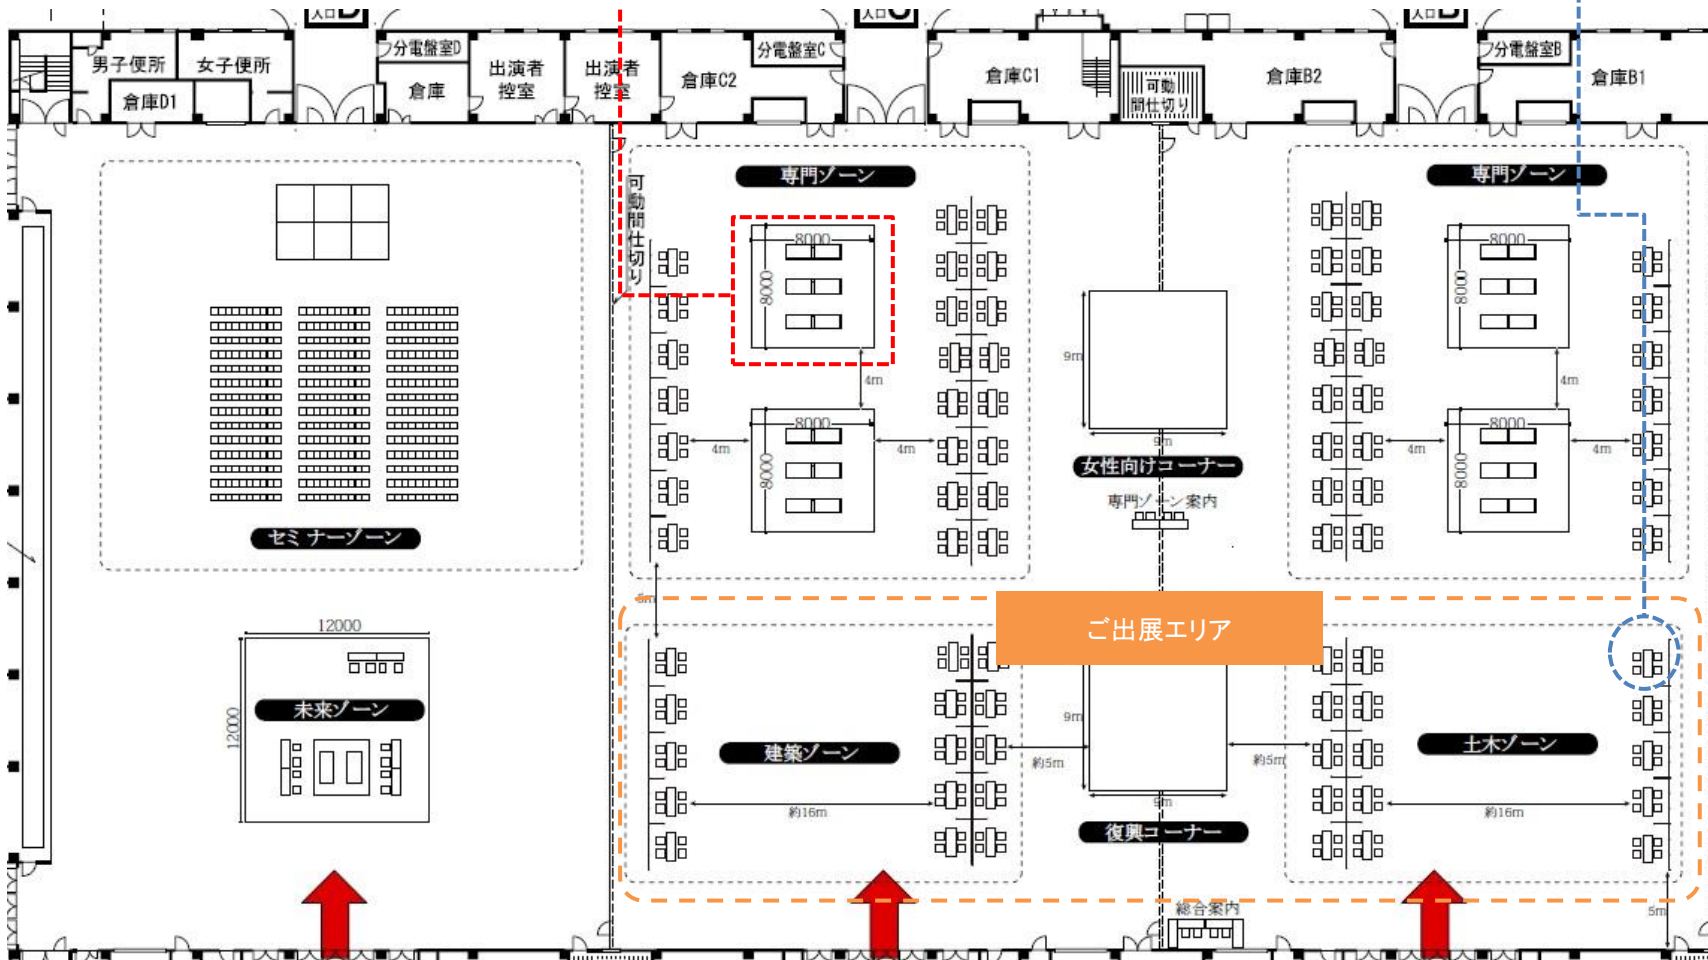 入口D
入口C
入口B
男子便所
女子便所
倉庫D1
分電盤室D
倉庫
出演者
控室
出演者
控室
倉庫C2
分電盤室C
倉庫C1
可動
間仕切り
倉庫B2
分電盤室B
倉庫B1
可動間仕切り
専門ゾーン
専門ゾーン
8000
8000
8000
8000
4m
9m
9m
4m
8000
8000
4m
4m
8000
8000
4m
4m
セミナーゾーン
女性向けコーナー
専門ゾーン案内
5m
ご出展エリア
12000
12000
未来ゾーン
建築ゾーン
約16m
約5m
9m
9m
復興コーナー
約5m
土木ゾーン
約16m
総合案内
5m